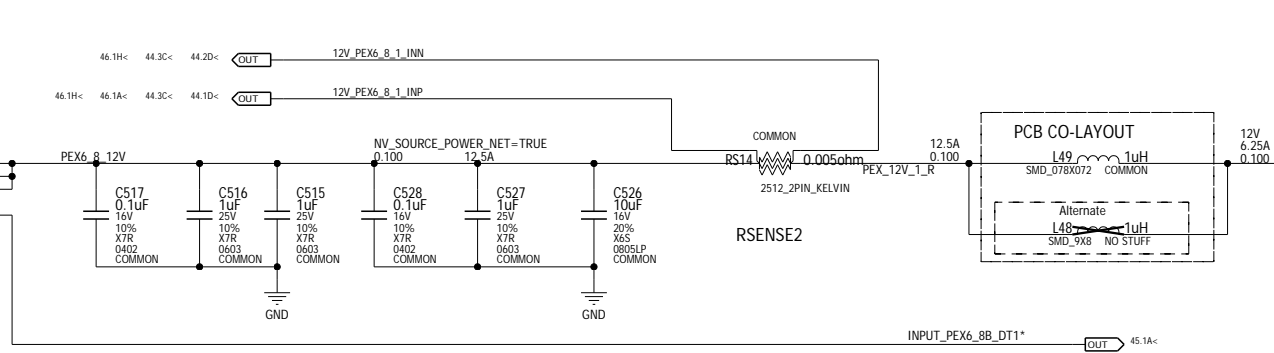 46.1H< 44.3C< 44.2D< OUT 12V_PEX6_8_1_INN
46.1H< 46.1A< 44.3C< 44.1D< OUT 12V_PEX6_8_1_INP
PEX6_8_12V
NV_SOURCE_POWER_NET=TRUE
0.100 12.5A
COMMON
RS14 0.005ohm
2512_2PIN_KELVIN
RSENSE2
PEX_12V_1_R
12.5A
0.100
PCB CO-LAYOUT
L49 1uH
SMD_078X072 COMMON
Alternate
L48 1uH
SMD_9X8 NO STUFF
12V
6.25A
0.100
C517
0.1uF
16V
10%
X7R
0402
COMMON
C516
1uF
25V
10%
X7R
0603
COMMON
C515
1uF
25V
10%
X7R
0603
COMMON
C528
0.1uF
16V
10%
X7R
0402
COMMON
C527
1uF
25V
10%
X7R
0603
COMMON
C526
10uF
16V
20%
X6S
0805LP
COMMON
GND
GND
INPUT_PEX6_8B_DT1* OUT 45.1A<